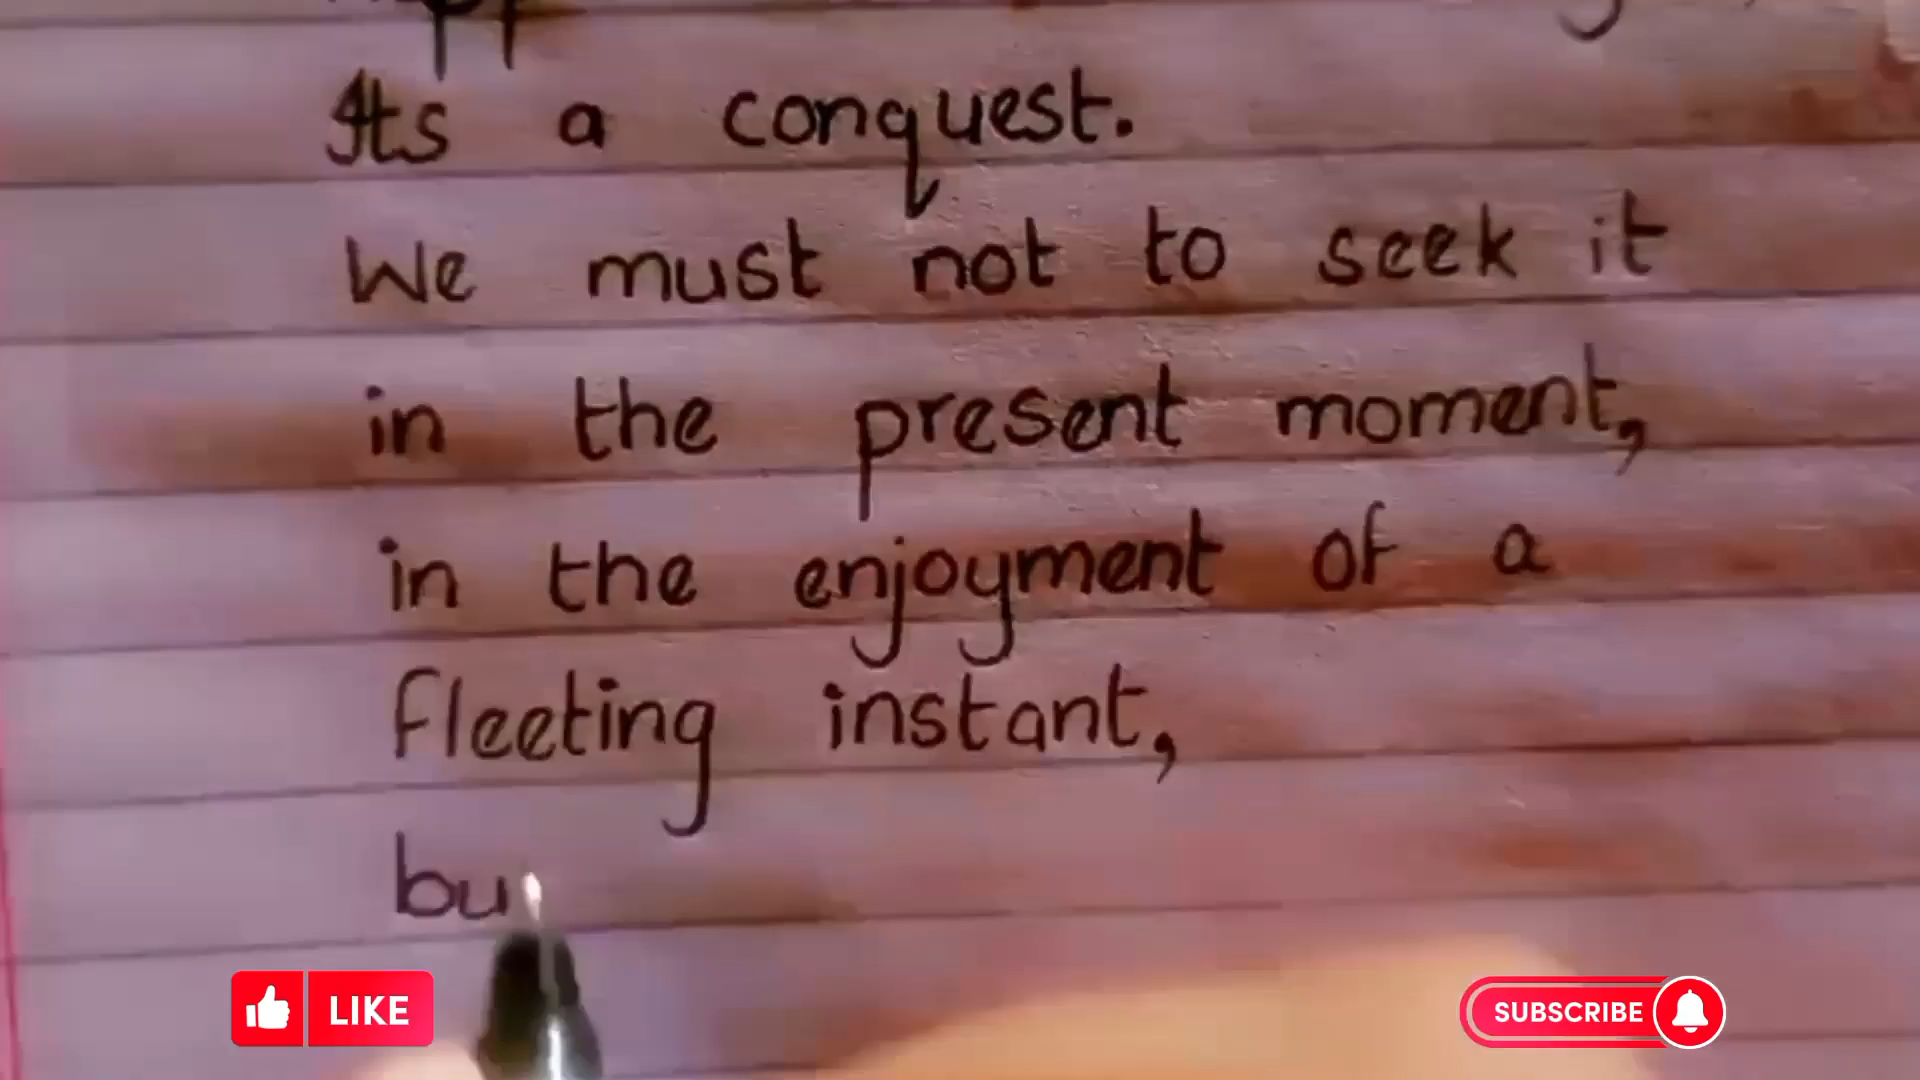 Its a conquest.
We must not to seek it
in the present moment,
in the enjoyment of a
fleeting instant,
bu
LIKE
SUBSCRIBE